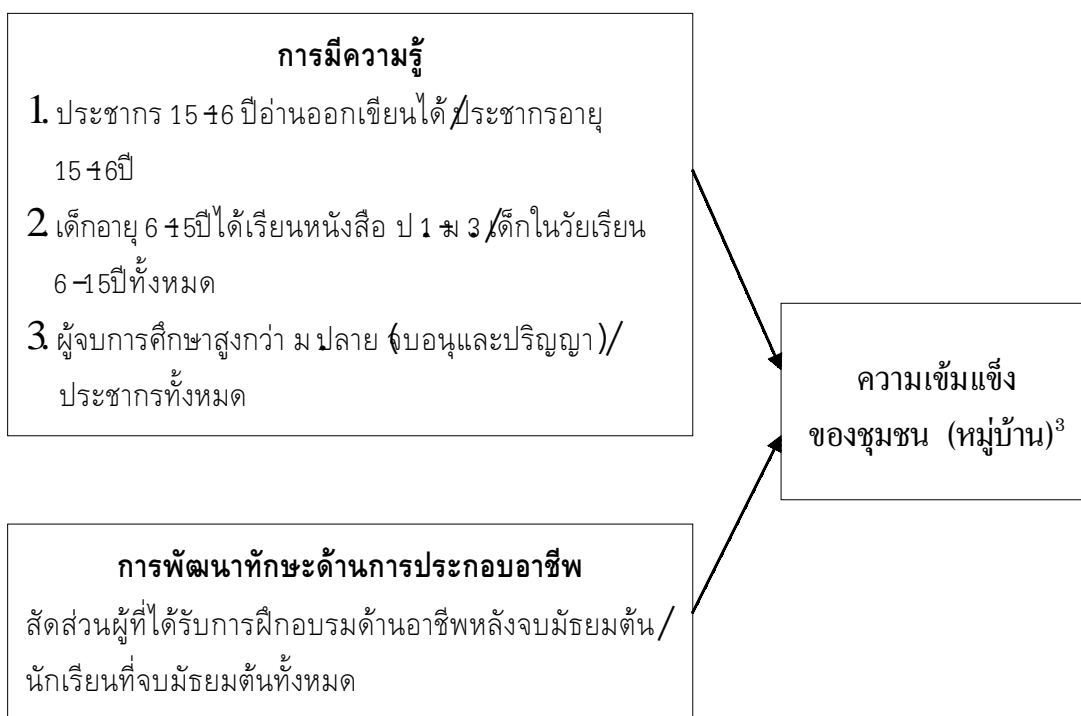 การมีความรู้
1. ประชากร 15-16 ปีอ่านออกเขียนได้/ประชากรอายุ
15-16ปี
2. เด็กอายุ 6-15ปีได้เรียนหนังสือ ป.1-ม.3/เด็กในวัยเรียน
6-15ปีทั้งหมด
3. ผู้จบการศึกษาสูงกว่า ม.ปลาย (จบอนุและปริญญา)/
ประชากรทั้งหมด
ความเข้มแข็ง
ของชุมชน (หมู่บ้าน)³
การพัฒนาทักษะด้านการประกอบอาชีพ
สัดส่วนผู้ที่ได้รับการฝึกอบรมด้านอาชีพหลังจบมัธยมต้น/
นักเรียนที่จบมัธยมต้นทั้งหมด